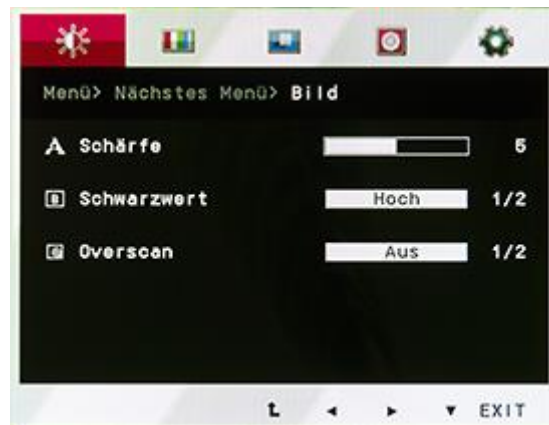 Menü> Nächstes Menü> Bild
A Schärfe 5
Schwarzwert Hoch 1/2
Overscan Aus 1/2
EXIT